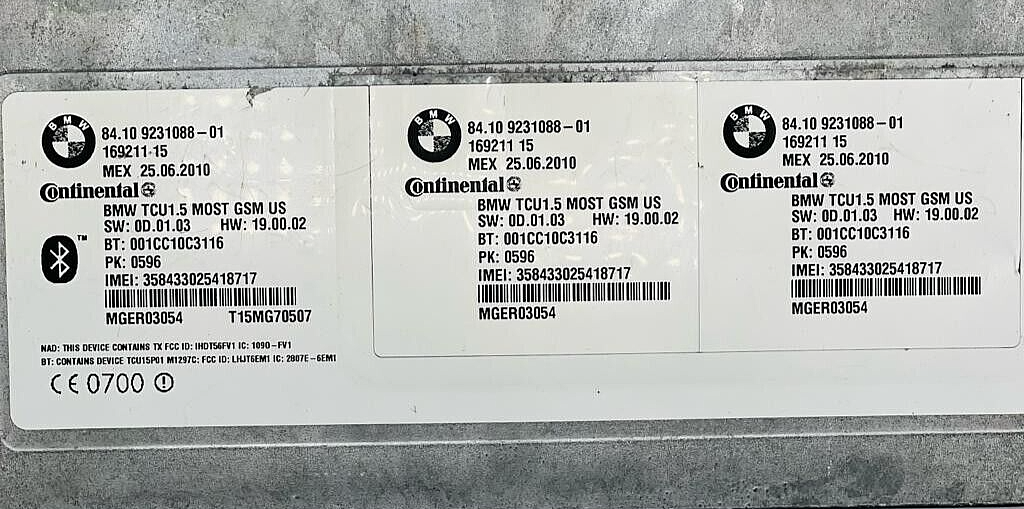 BMW
84.10 9231088-01
169211-15
MEX 25.06.2010
Continental
BMW TCU1.5 MOST GSM US
SW: 0D.01.03 HW: 19.00.02
™
BT: 001CC10C3116
PK: 0596
IMEI: 358433025418717
MGER03054 T15MG70507
NAD: THIS DEVICE CONTAINS TX FCC ID: IHDT56FV1 IC: 1090-FV1
BT: CONTAINS DEVICE TCU15P01 M1297C: FCC ID: LHJT6EM1 IC: 2807E-6EM1
CE 0700
BMW
84.10 9231088-01
169211 15
MEX 25.06.2010
Continental
BMW TCU1.5 MOST GSM US
SW: 0D.01.03 HW: 19.00.02
BT: 001CC10C3116
PK: 0596
IMEI: 358433025418717
MGER03054
BMW
84.10 9231088-01
169211 15
MEX 25.06.2010
Continental
BMW TCU1.5 MOST GSM US
SW: 0D.01.03 HW: 19.00.02
BT: 001CC10C3116
PK: 0596
IMEI: 358433025418717
MGER03054